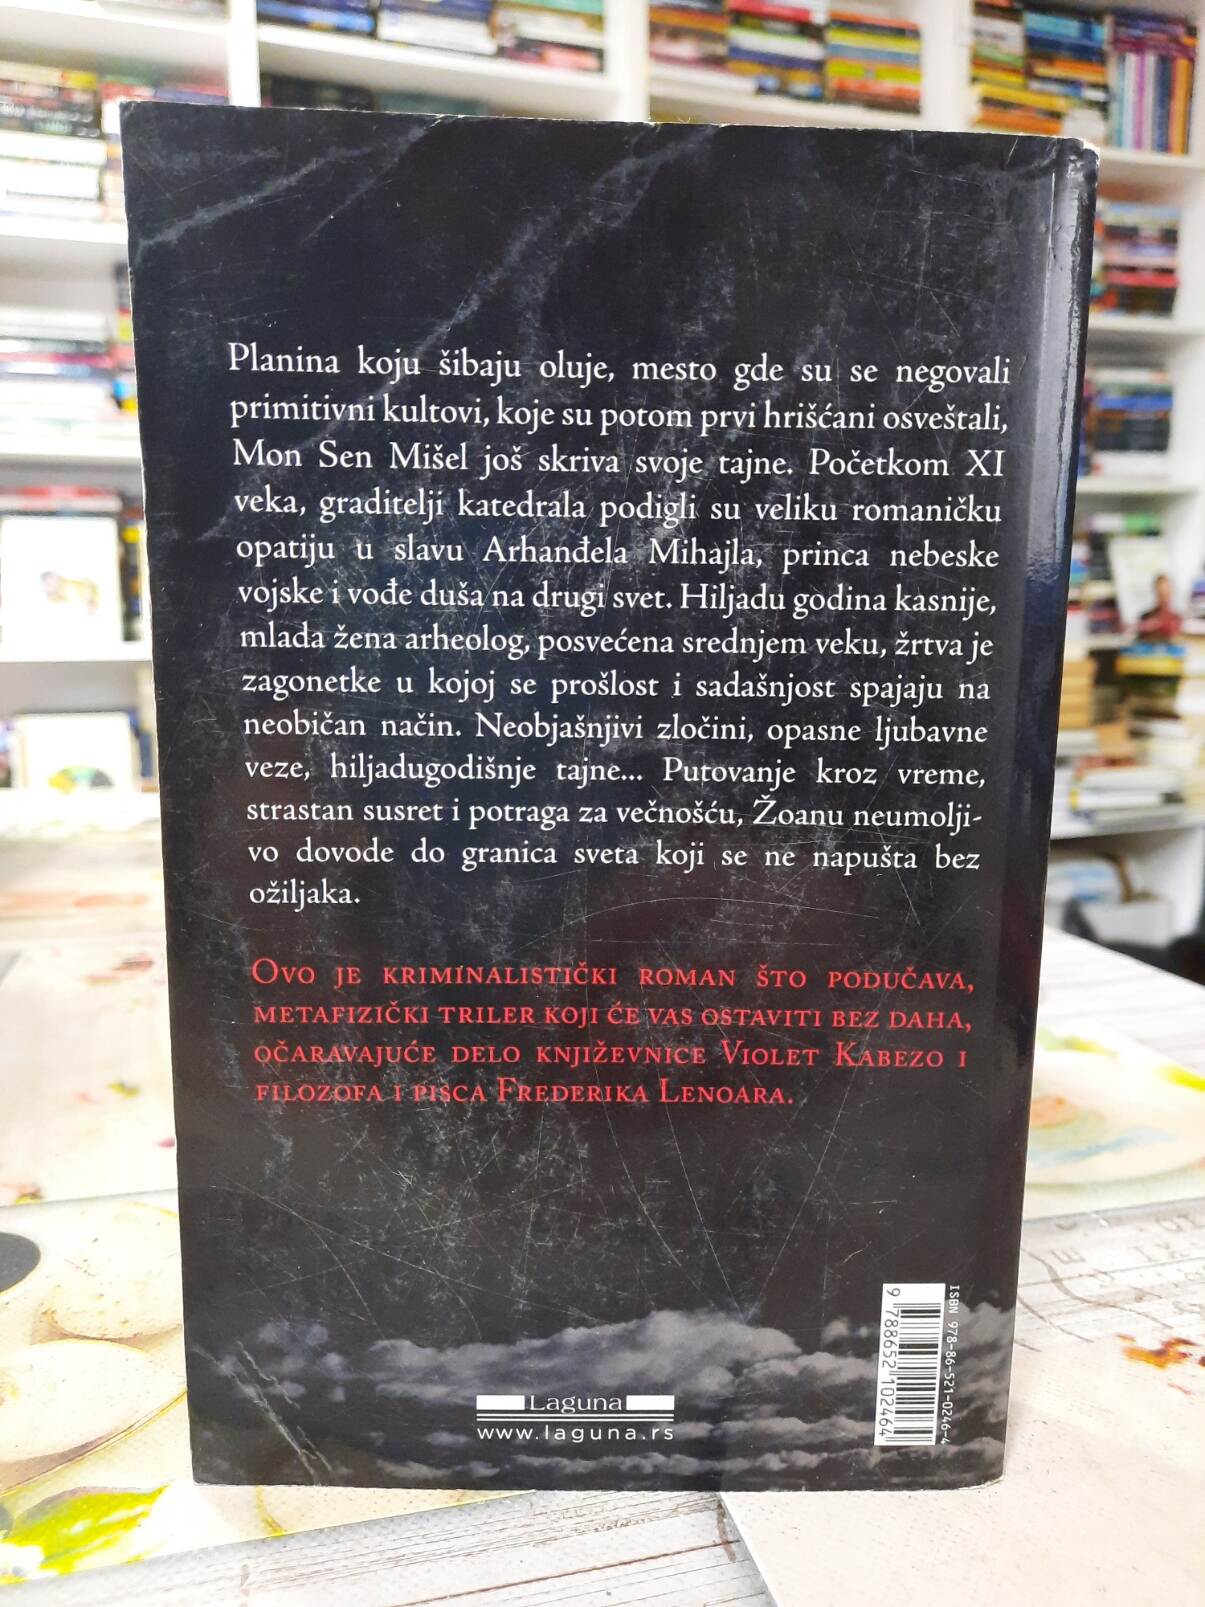 Planina koju šibaju oluje, mesto gde su se negovali
primitivni kultovi, koje su potom prvi hrišćani osveštali,
Mon Sen Mišel još skriva svoje tajne. Početkom XI
veka, graditelji katedrala podigli su veliku romaničku
opatiju u slavu Arhanđela Mihajla, princa nebeske
vojske i vođe duša na drugi svet. Hiljadu godina kasnije,
mlada žena arheolog, posvećena srednjem veku, žrtva je
zagonetke u kojoj se prošlost i sadašnjost spajaju na
neobičan način. Neobjašnjivi zločini, opasne ljubavne
veze, hiljadugodišnje tajne... Putovanje kroz vreme,
strastan susret i potraga za večnošću, Žoanu neumolji-
vo dovode do granica sveta koji se ne napušta bez
ožiljaka.
Ovo je kriminalistički roman što podučava,
metafizički triler koji će vas ostaviti bez daha,
očaravajuće delo književnice Violet Kabezo i
filozofa i pisca Frederika Lenoara.
Laguna
www.laguna.rs
ISBN 978-86-521-0246-4
9 788652 102464